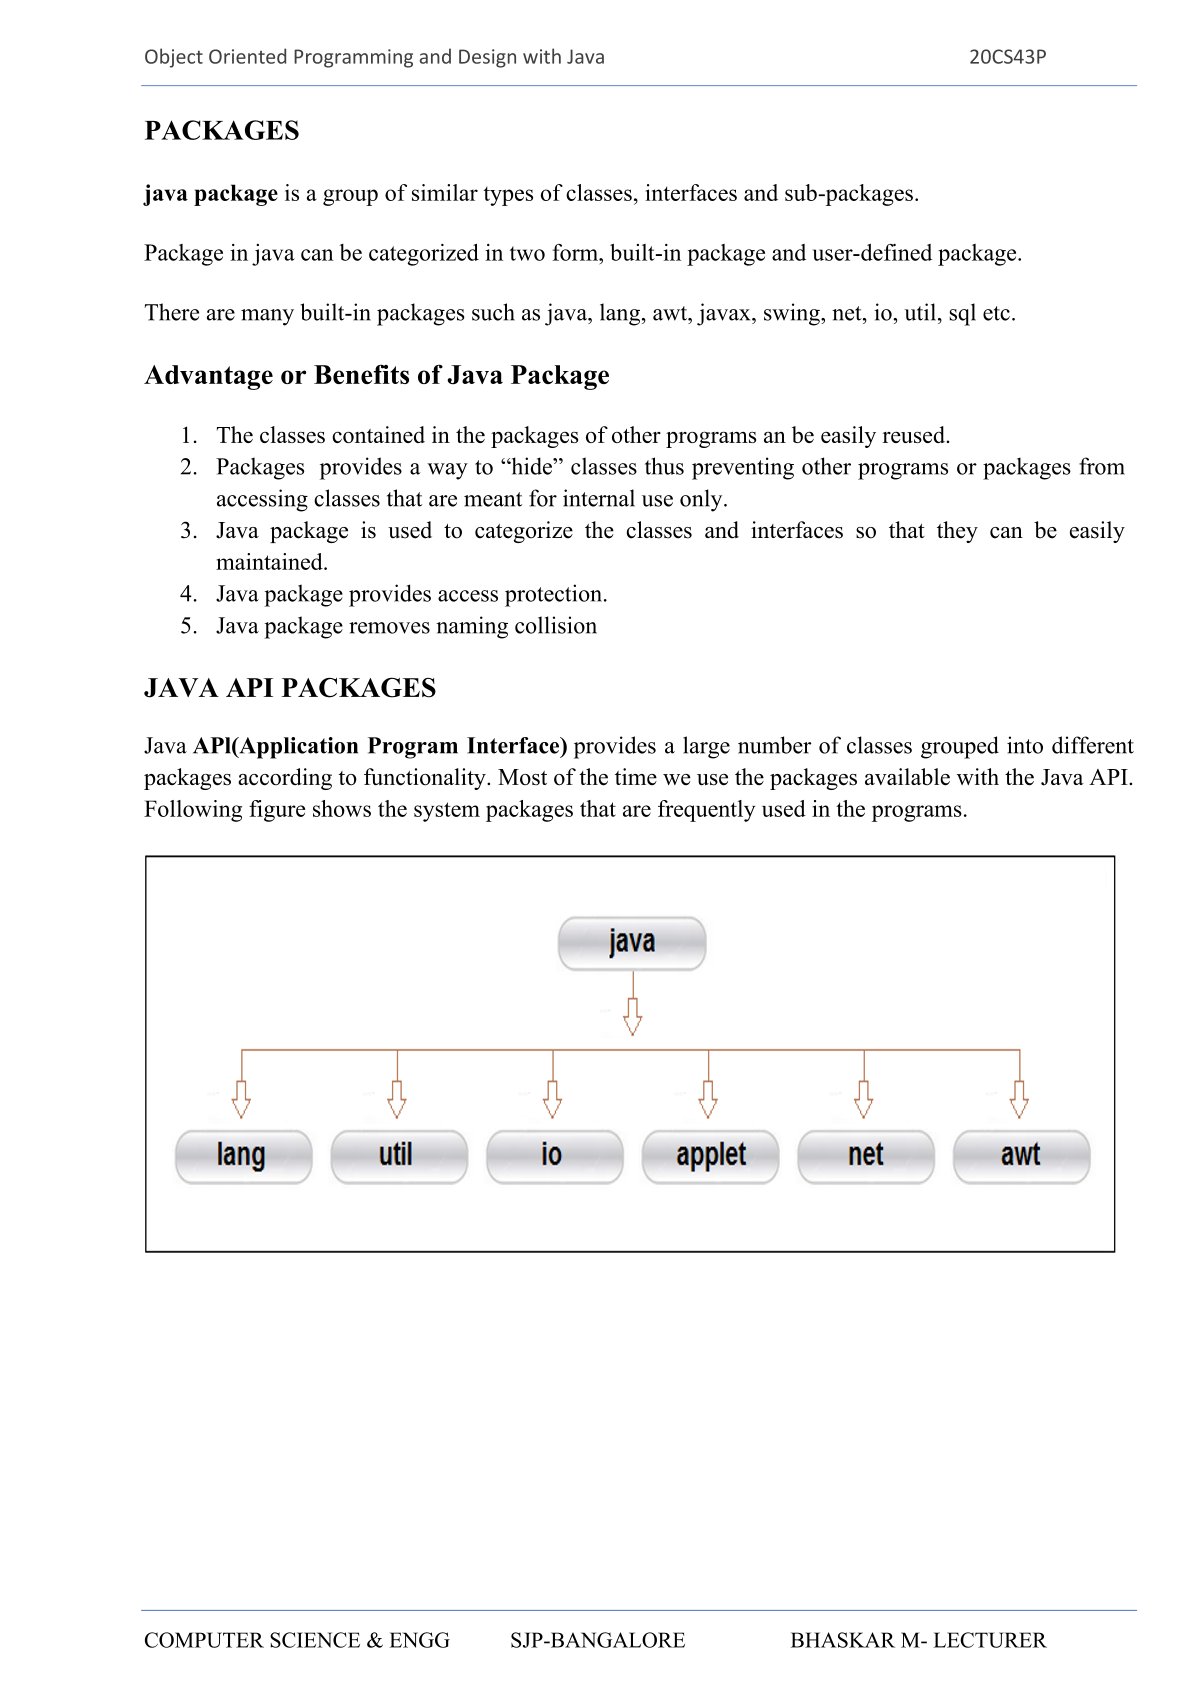 Object Oriented Programming and Design with Java 20CS43P
PACKAGES
java package is a group of similar types of classes, interfaces and sub-packages.
Package in java can be categorized in two form, built-in package and user-defined package.
There are many built-in packages such as java, lang, awt, javax, swing, net, io, util, sql etc.
Advantage or Benefits of Java Package
1. The classes contained in the packages of other programs an be easily reused.
2. Packages provides a way to “hide” classes thus preventing other programs or packages from
accessing classes that are meant for internal use only.
3. Java package is used to categorize the classes and interfaces so that they can be easily
maintained.
4. Java package provides access protection.
5. Java package removes naming collision
JAVA API PACKAGES
Java APl(Application Program Interface) provides a large number of classes grouped into different
packages according to functionality. Most of the time we use the packages available with the Java API.
Following figure shows the system packages that are frequently used in the programs.
java
lang util io applet net awt
COMPUTER SCIENCE & ENGG SJP-BANGALORE BHASKAR M- LECTURER